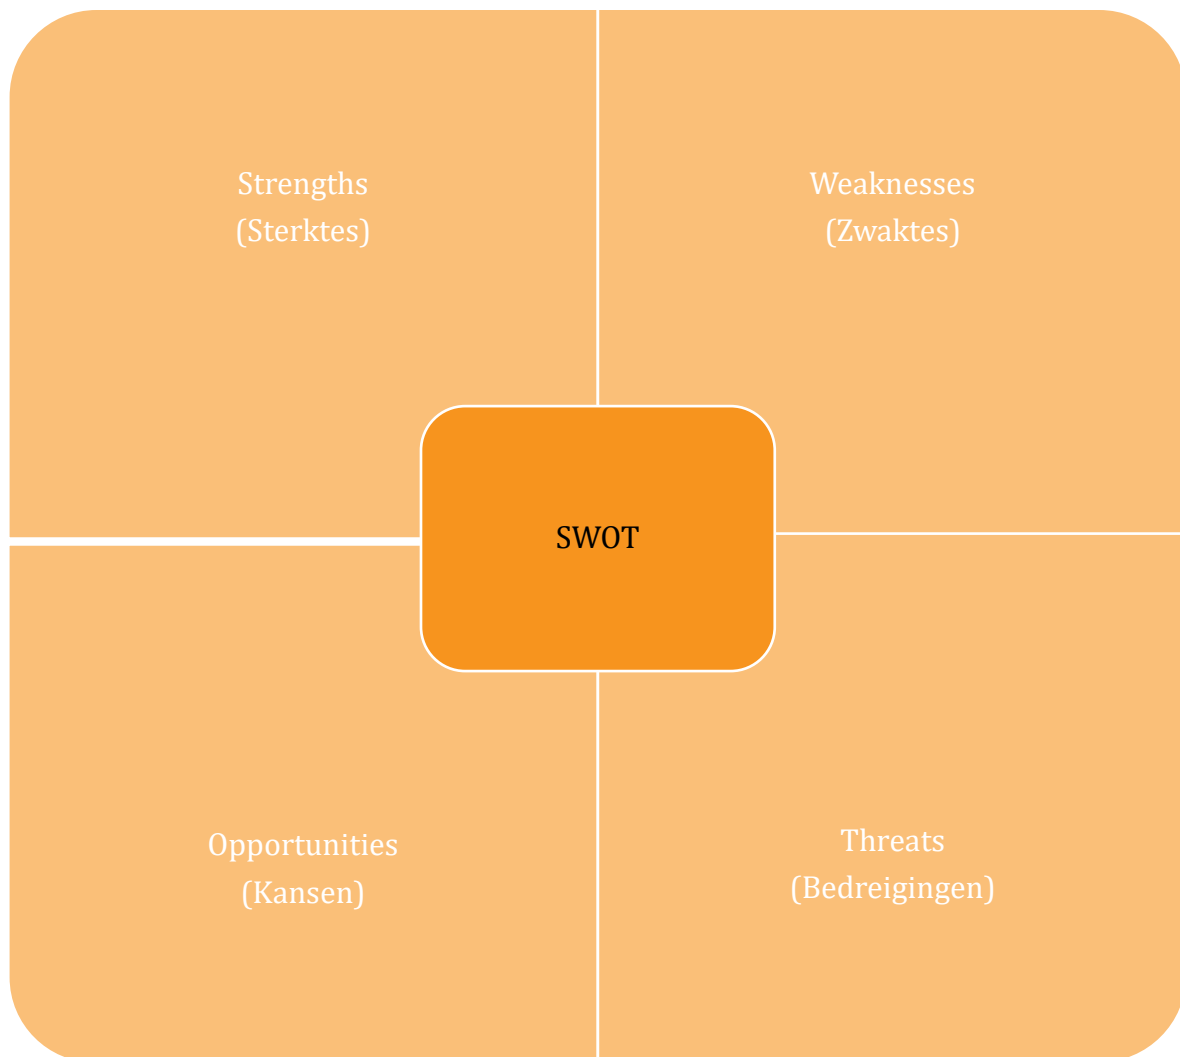 Strengths
(Sterktes)
Weaknesses
(Zwaktes)
SWOT
Opportunities
(Kansen)
Threats
(Bedreigingen)